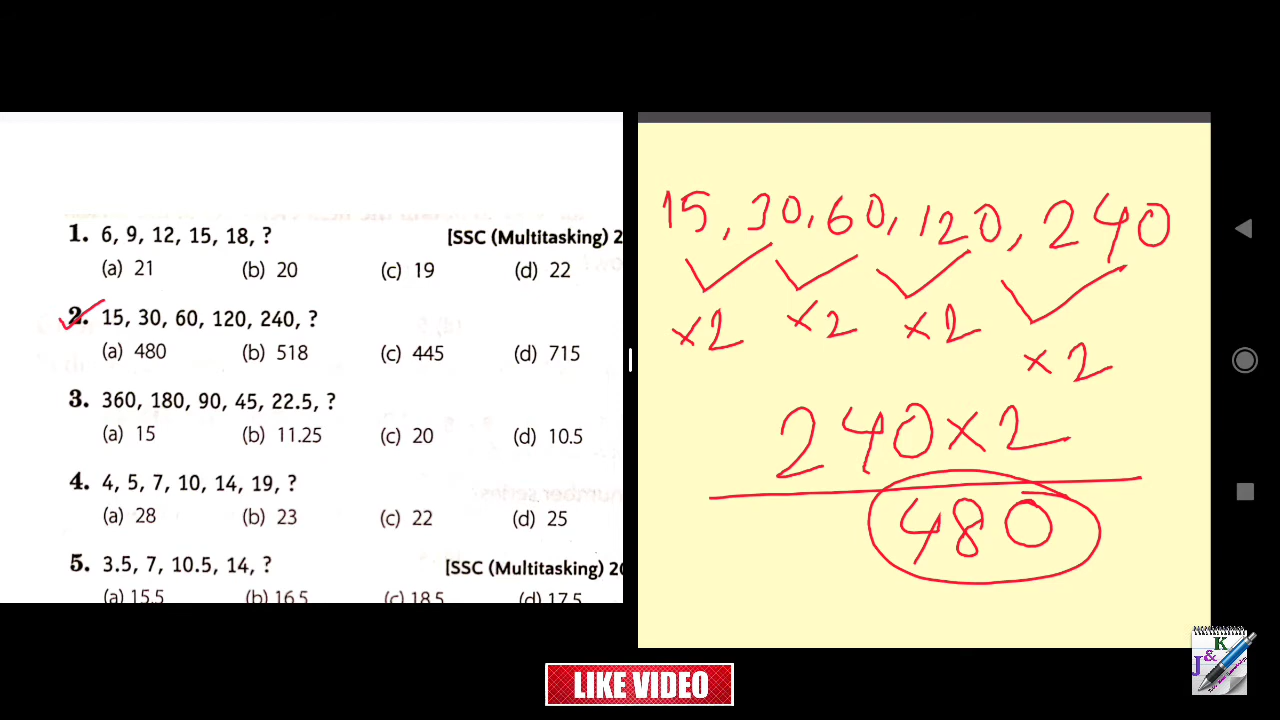 1. 6, 9, 12, 15, 18, ? [SSC (Multitasking) 2
(a) 21 (b) 20 (c) 19 (d) 22
2. 15, 30, 60, 120, 240, ?
(a) 480 (b) 518 (c) 445 (d) 715
3. 360, 180, 90, 45, 22.5, ?
(a) 15 (b) 11.25 (c) 20 (d) 10.5
4. 4, 5, 7, 10, 14, 19, ?
(a) 28 (b) 23 (c) 22 (d) 25
5. 3.5, 7, 10.5, 14, ? [SSC (Multitasking) 20
(a) 15.5 (b) 16.5 (c) 18.5 (d) 17.5
15, 30, 60, 120, 240
×2 ×2 ×2 ×2
240×2
480
LIKE VIDEO
J&K